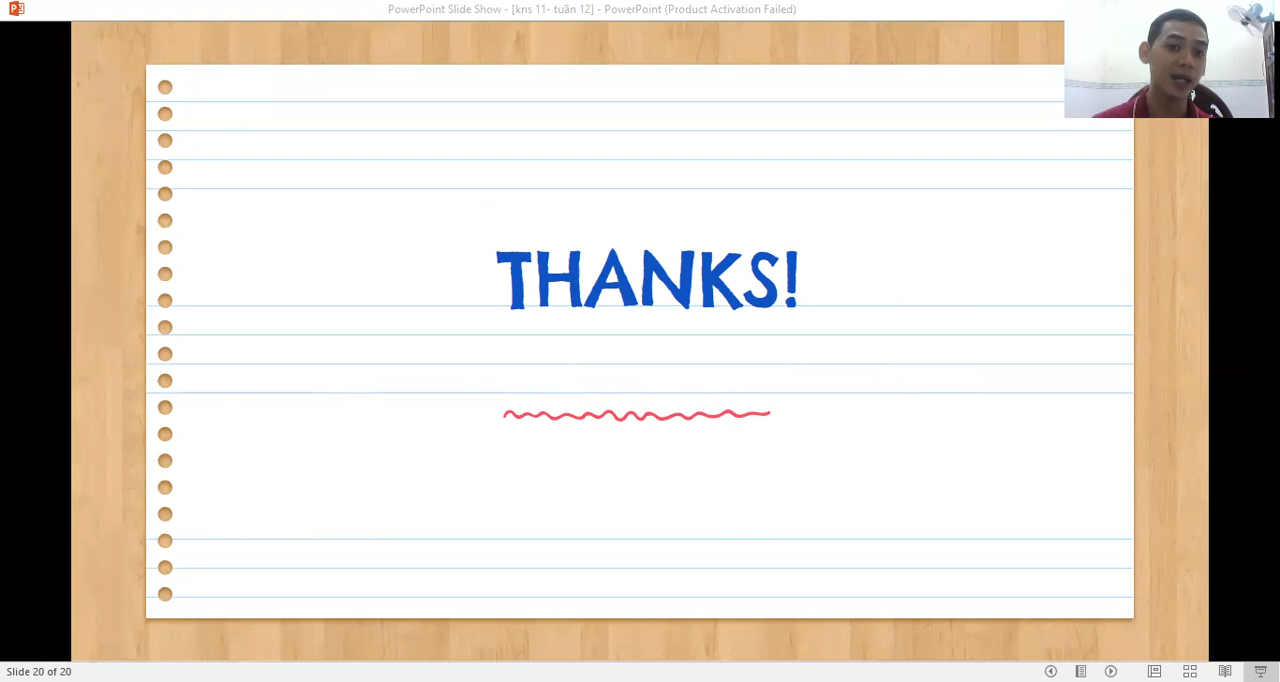 PowerPoint Slide Show - [kns 11- tuần 12] - PowerPoint (Product Activation Failed)
THANKS!
Slide 20 of 20